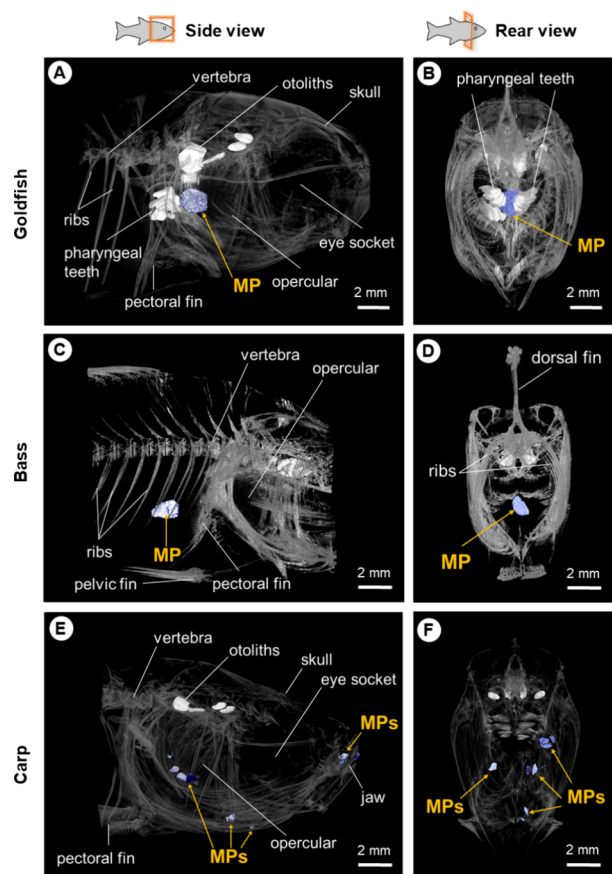 Side view
Rear view
Goldfish
A
vertebra
otoliths
skull
ribs
pharyngeal
teeth
pectoral fin
MP
opercular
eye socket
2 mm
B
pharyngeal teeth
MP
2 mm
Bass
C
vertebra
opercular
ribs
MP
pelvic fin
pectoral fin
2 mm
D
dorsal fin
ribs
MP
2 mm
Carp
E
vertebra
otoliths
skull
eye socket
MPs
jaw
opercular
pectoral fin
MPs
2 mm
F
MPs
MPs
2 mm